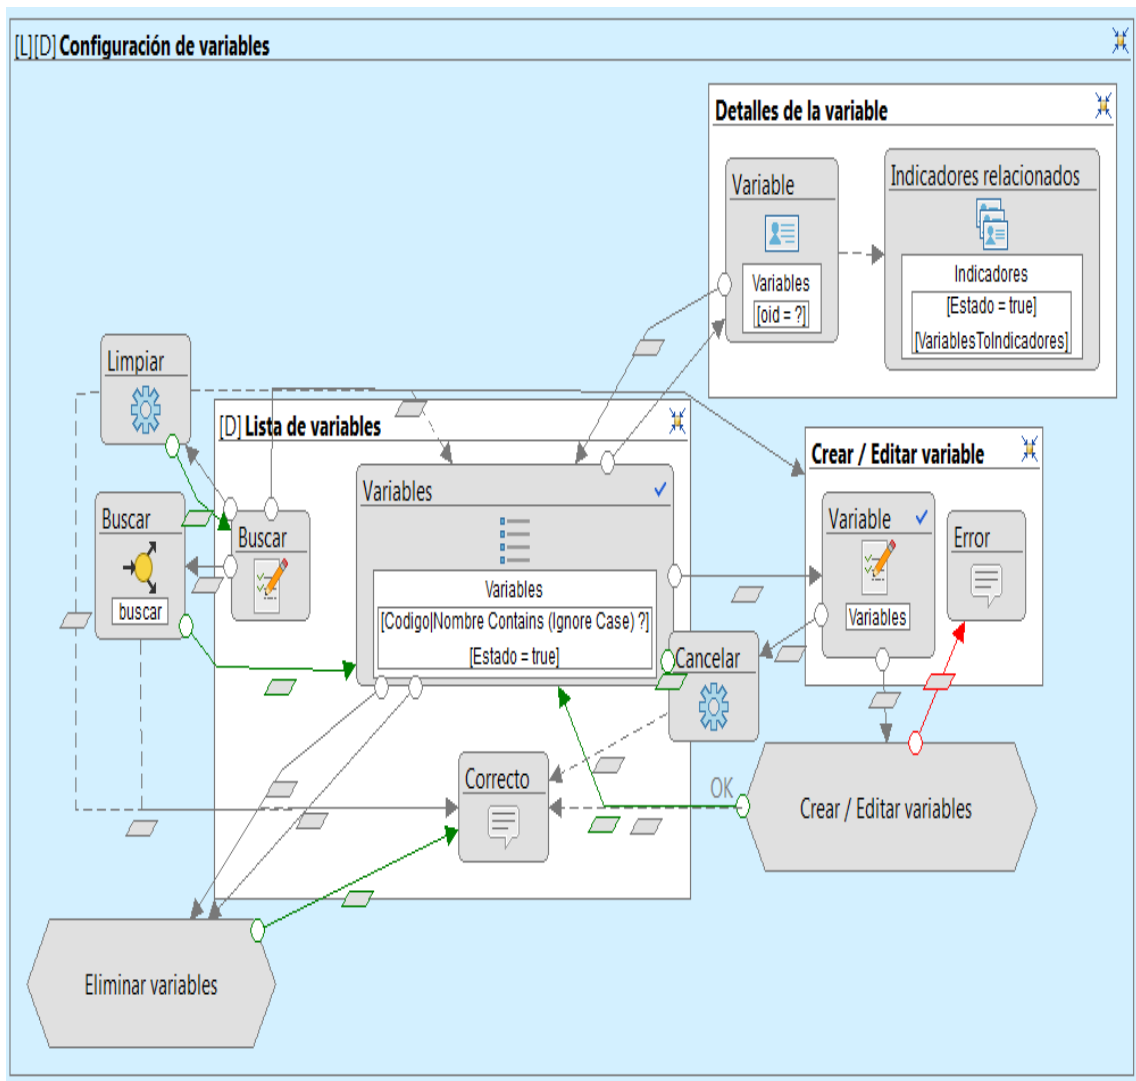 [L][D] Configuración de variables
Detalles de la variable
Variable
Variables
[oid = ?]
Indicadores relacionados
Indicadores
[Estado = true]
[VariablesToIndicadores]
Limpiar
Buscar
buscar
[D] Lista de variables
Buscar
Variables
Variables
[Codigo|Nombre Contains (Ignore Case) ?]
[Estado = true]
Crear / Editar variable
Variable
Variables
Error
Cancelar
Correcto
OK
Crear / Editar variables
Eliminar variables